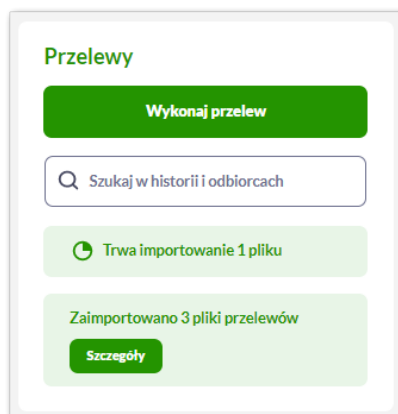 Przelewy
Wykonaj przelew
Szukaj w historii i odbiorcach
Trwa importowanie 1 pliku
Zaimportowano 3 pliki przelewów
Szczegóły